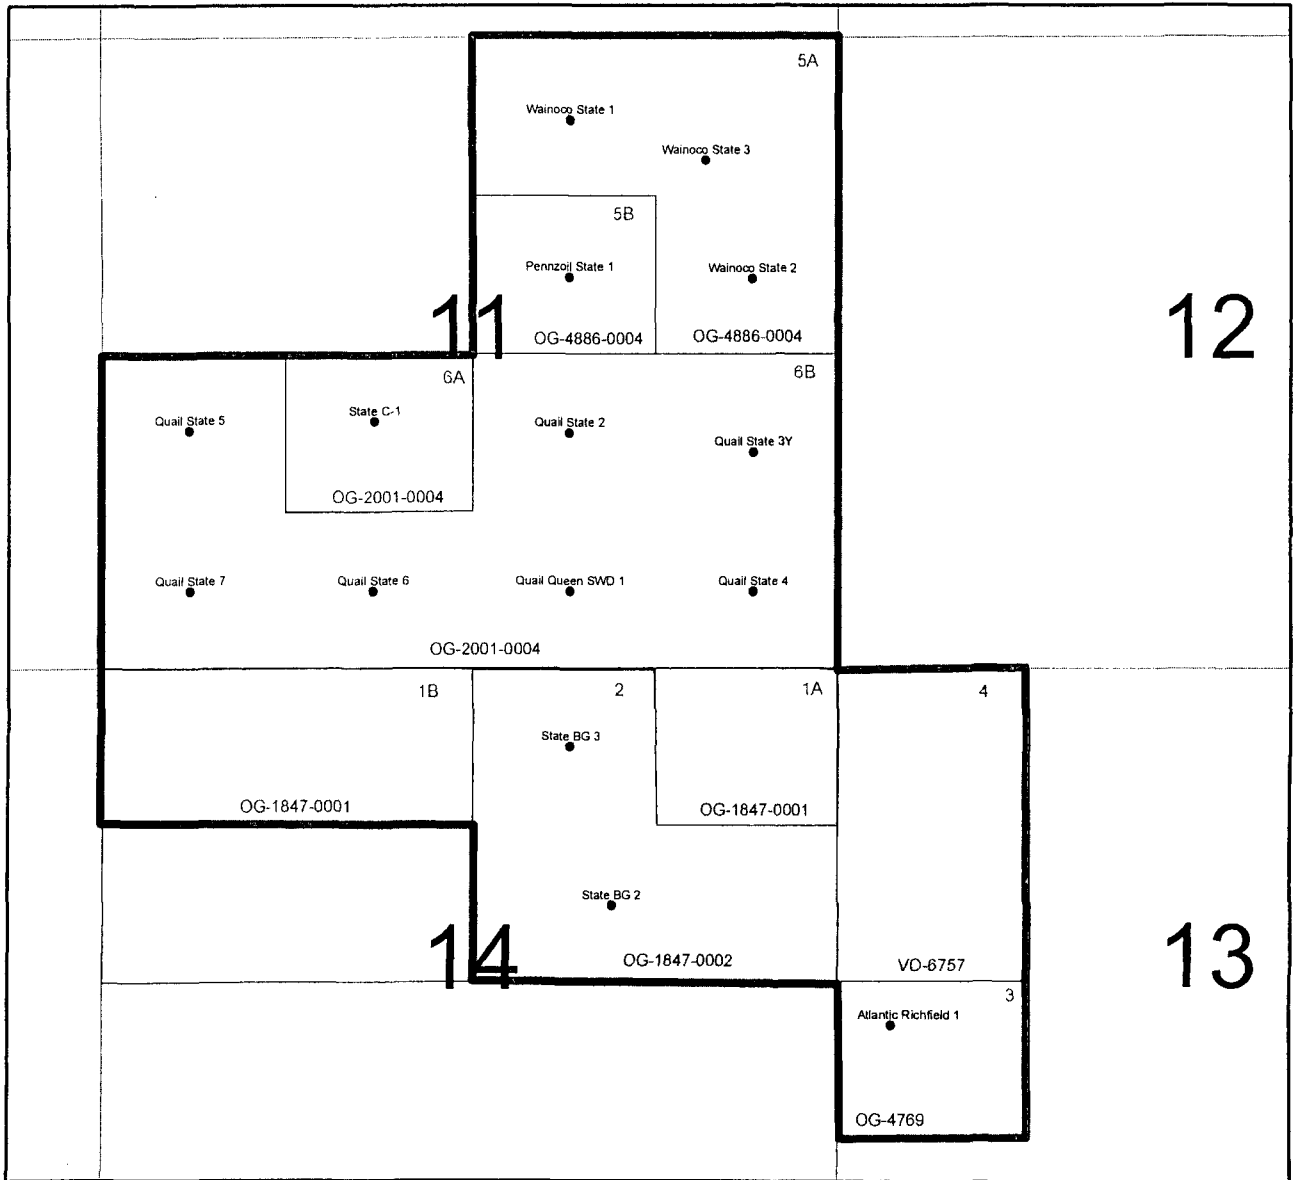 5A
Wainoco State 1
Wainoco State 3
5B
Pennzoil State 1
Wainoco State 2
11
12
OG-4886-0004
OG-4886-0004
6A
6B
Quail State 5
State C-1
Quail State 2
Quail State 3Y
OG-2001-0004
Quail State 7
Quail State 6
Quail Queen SWD 1
Quail State 4
OG-2001-0004
1B
2
1A
4
State BG 3
OG-1847-0001
OG-1847-0001
State BG 2
14
13
OG-1847-0002
VO-6757
3
Atlantic Richfield 1
OG-4769